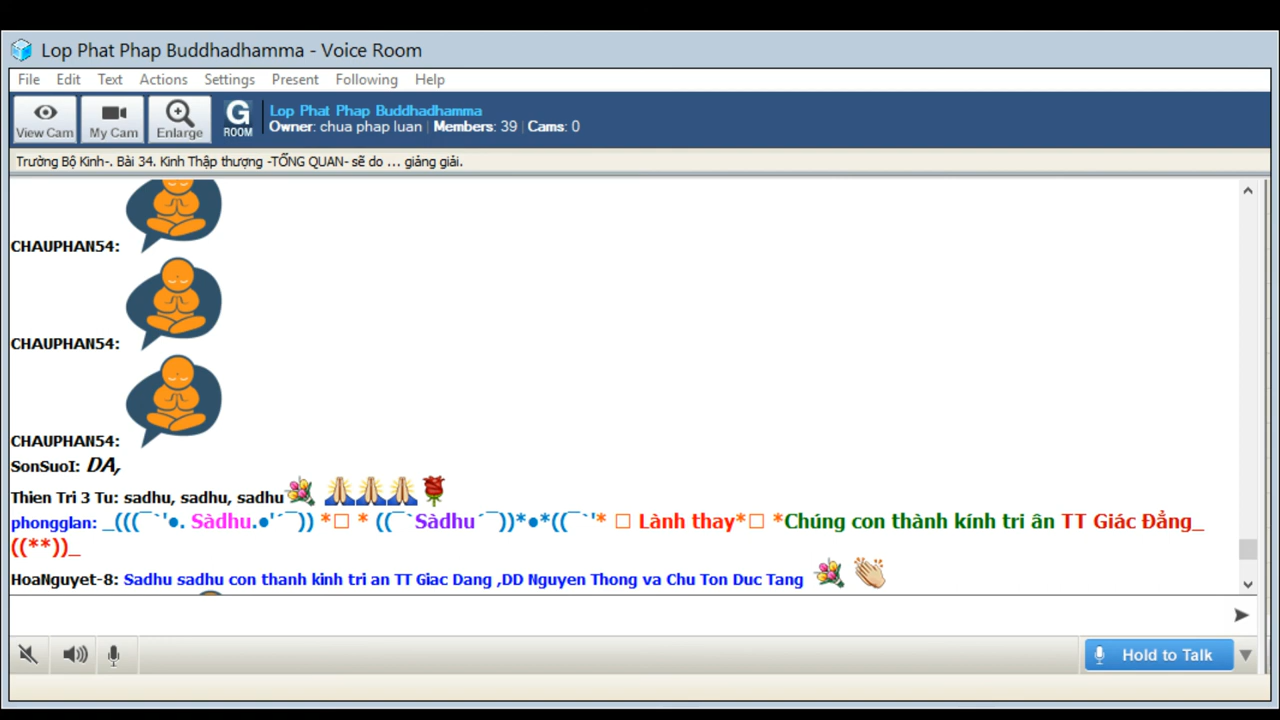 Lop Phat Phap Buddhadhamma - Voice Room
File Edit Text Actions Settings Present Following Help
View Cam My Cam Enlarge G ROOM
Lop Phat Phap Buddhadhamma
Owner: chua phap luan | Members: 39 | Cams: 0
Trường Bộ Kinh-. Bài 34. Kinh Thập thượng -TỔNG QUAN- sẽ do ... giảng giải.
CHAUPHAN54:
CHAUPHAN54:
CHAUPHAN54:
SonSuoI: DA,
Thien Tri 3 Tu: sadhu, sadhu, sadhu
phongglan: _(((¯`'●. Sàdhu.●'´¯)) *□ * ((¯`Sàdhu´¯))*●*((¯`'* □ Lành thay*□ *Chúng con thành kính tri ân TT Giác Đẳng_
((**))_
HoaNguyet-8: Sadhu sadhu con thanh kinh tri an TT Giac Dang ,DD Nguyen Thong va Chu Ton Duc Tang
Hold to Talk